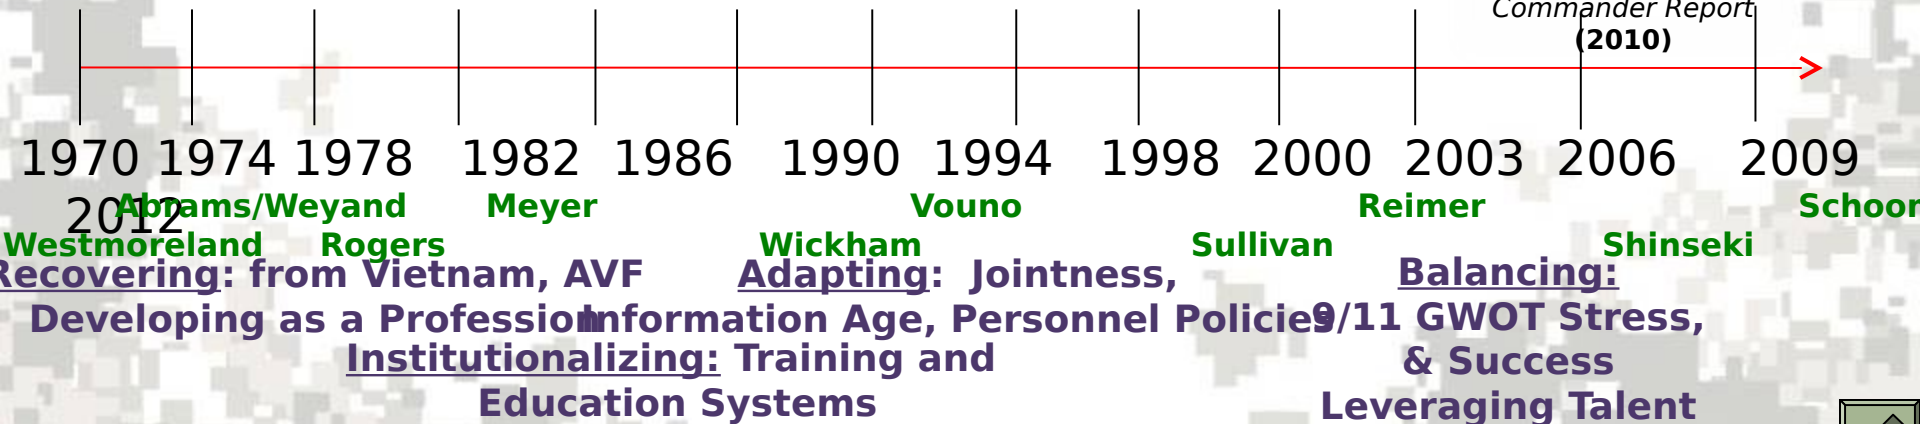 Commander Report
(2010)
1970 1974 1978 1982 1986 1990 1994 1998 2000 2003 2006 2009
2012
Abrams/Weyand Meyer Vouno Reimer Schoor
Westmoreland Rogers Wickham Sullivan Shinseki
Recovering: from Vietnam, AVF
Developing as a Profession
Adapting: Jointness,
Information Age, Personnel Policies
Institutionalizing: Training and
Education Systems
Balancing:
9/11 GWOT Stress,
& Success
Leveraging Talent